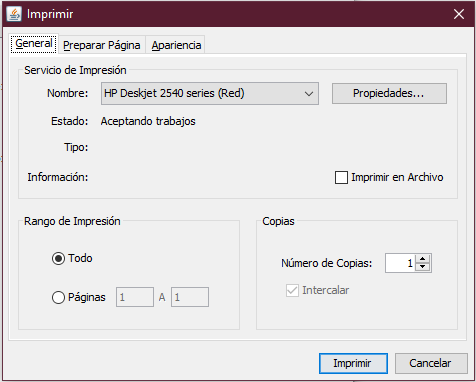 Imprimir
General Preparar Página Apariencia
Servicio de Impresión
Nombre: HP Deskjet 2540 series (Red) Propiedades...
Estado: Aceptando trabajos
Tipo:
Información: Imprimir en Archivo
Rango de Impresión Copias
Todo
Número de Copias: 1
Páginas 1 A 1
Intercalar
Imprimir Cancelar